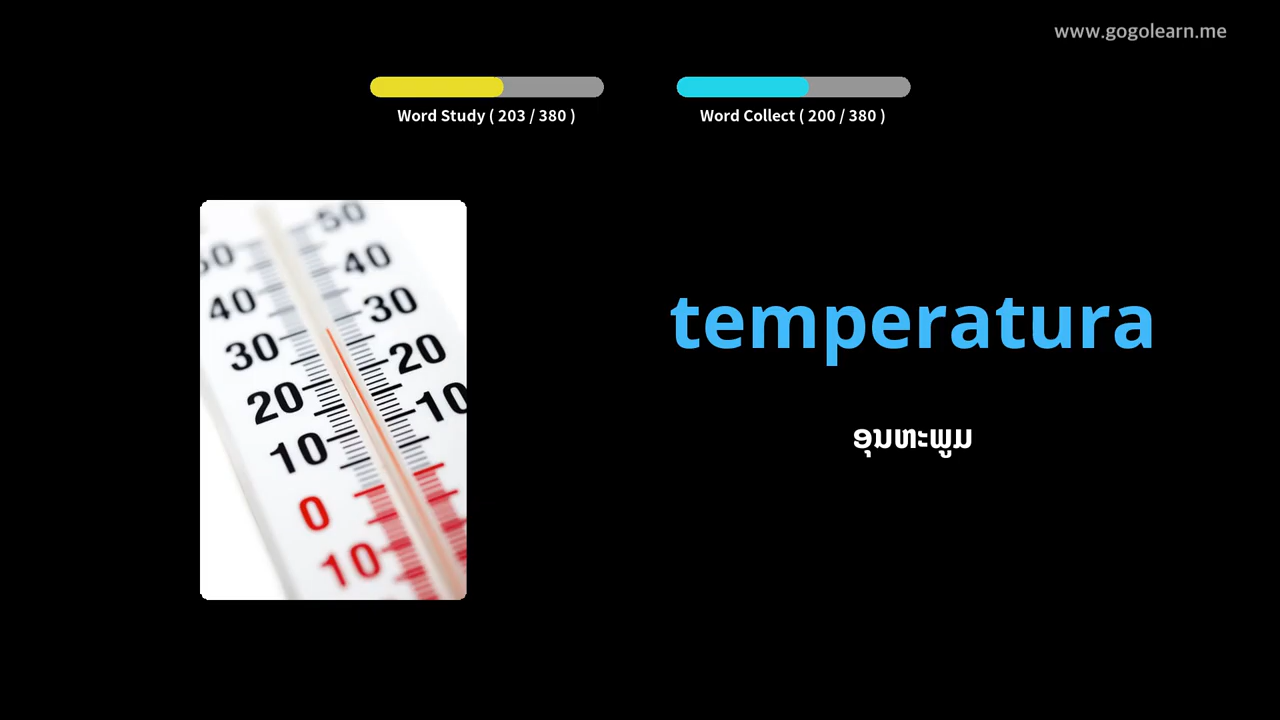 www.gogolearn.me
Word Study ( 203 / 380 )
Word Collect ( 200 / 380 )
50
50
40
40
30
30
20
20
10
10
0
10
temperatura
ອຸນຫະພູມ